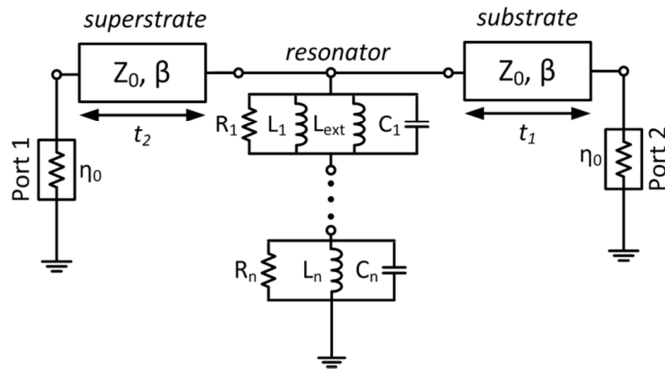 superstrate
substrate
resonator
Z₀, β
Z₀, β
t₂
t₁
R₁
L₁
Lₑₓₜ
C₁
Port 1
η₀
η₀
Port 2
Rₙ
Lₙ
Cₙ